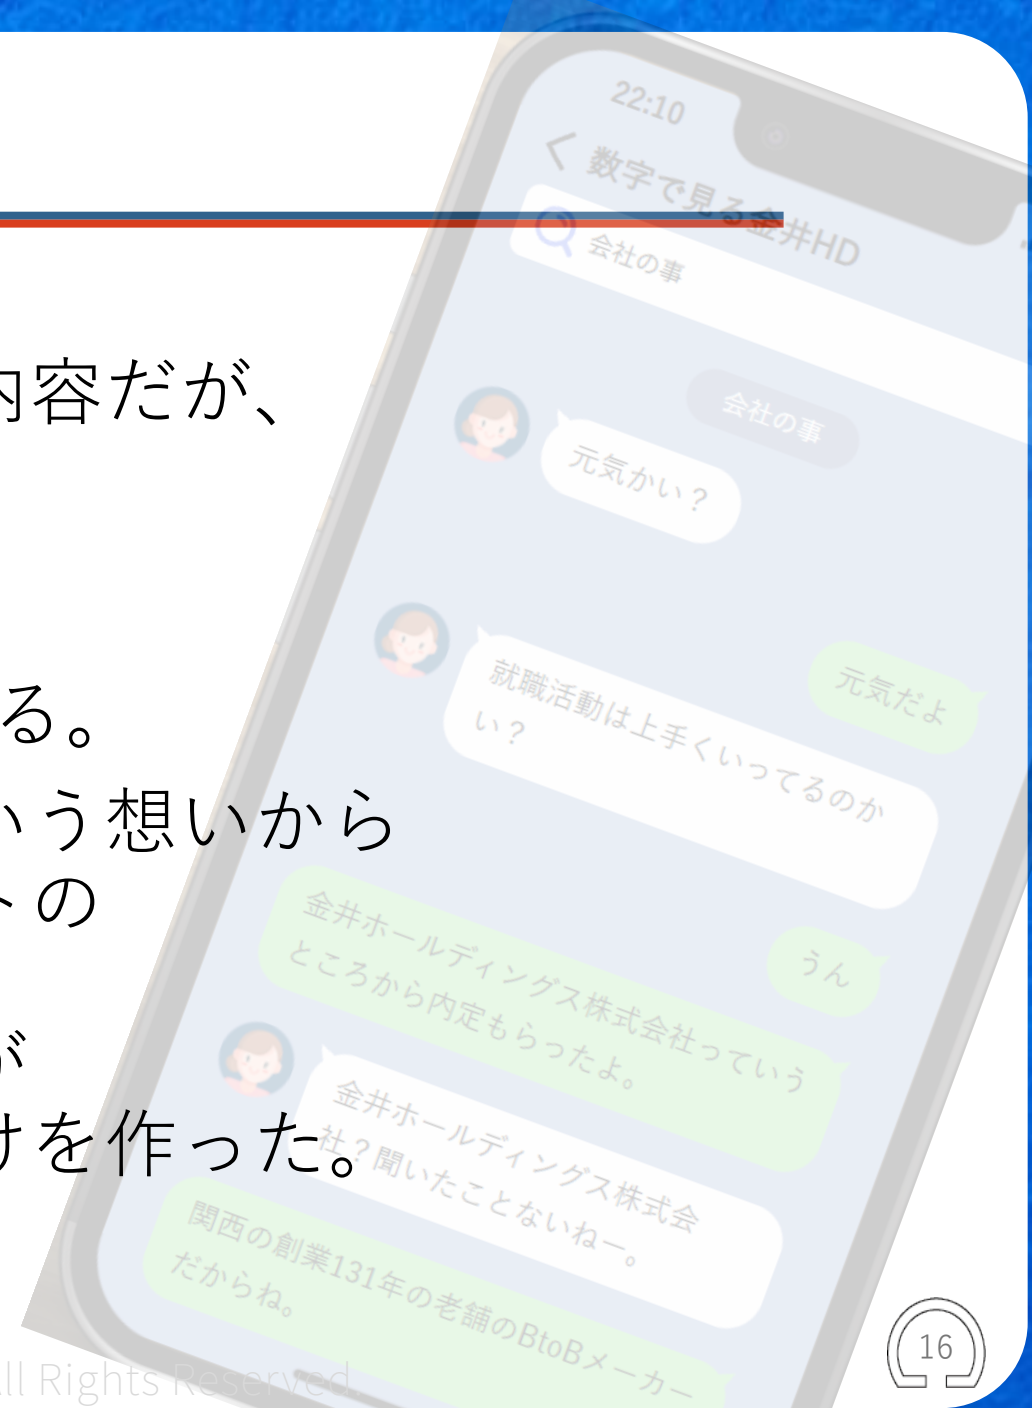 22:10
数字で見る金井HD
会社の事
会社の事
元気かい？
元気だよ
就職活動は上手くいってるのか
い？
うん
金井ホールディングス株式会社っていう
ところから内定もらったよ。
金井ホールディングス株式会
社？聞いたことないねー。
関西の創業131年の老舗のBtoBメーカー
だからね。
内容だが、
る。
いう想いから
トの
が
けを作った。
All Rights Reserved.
16